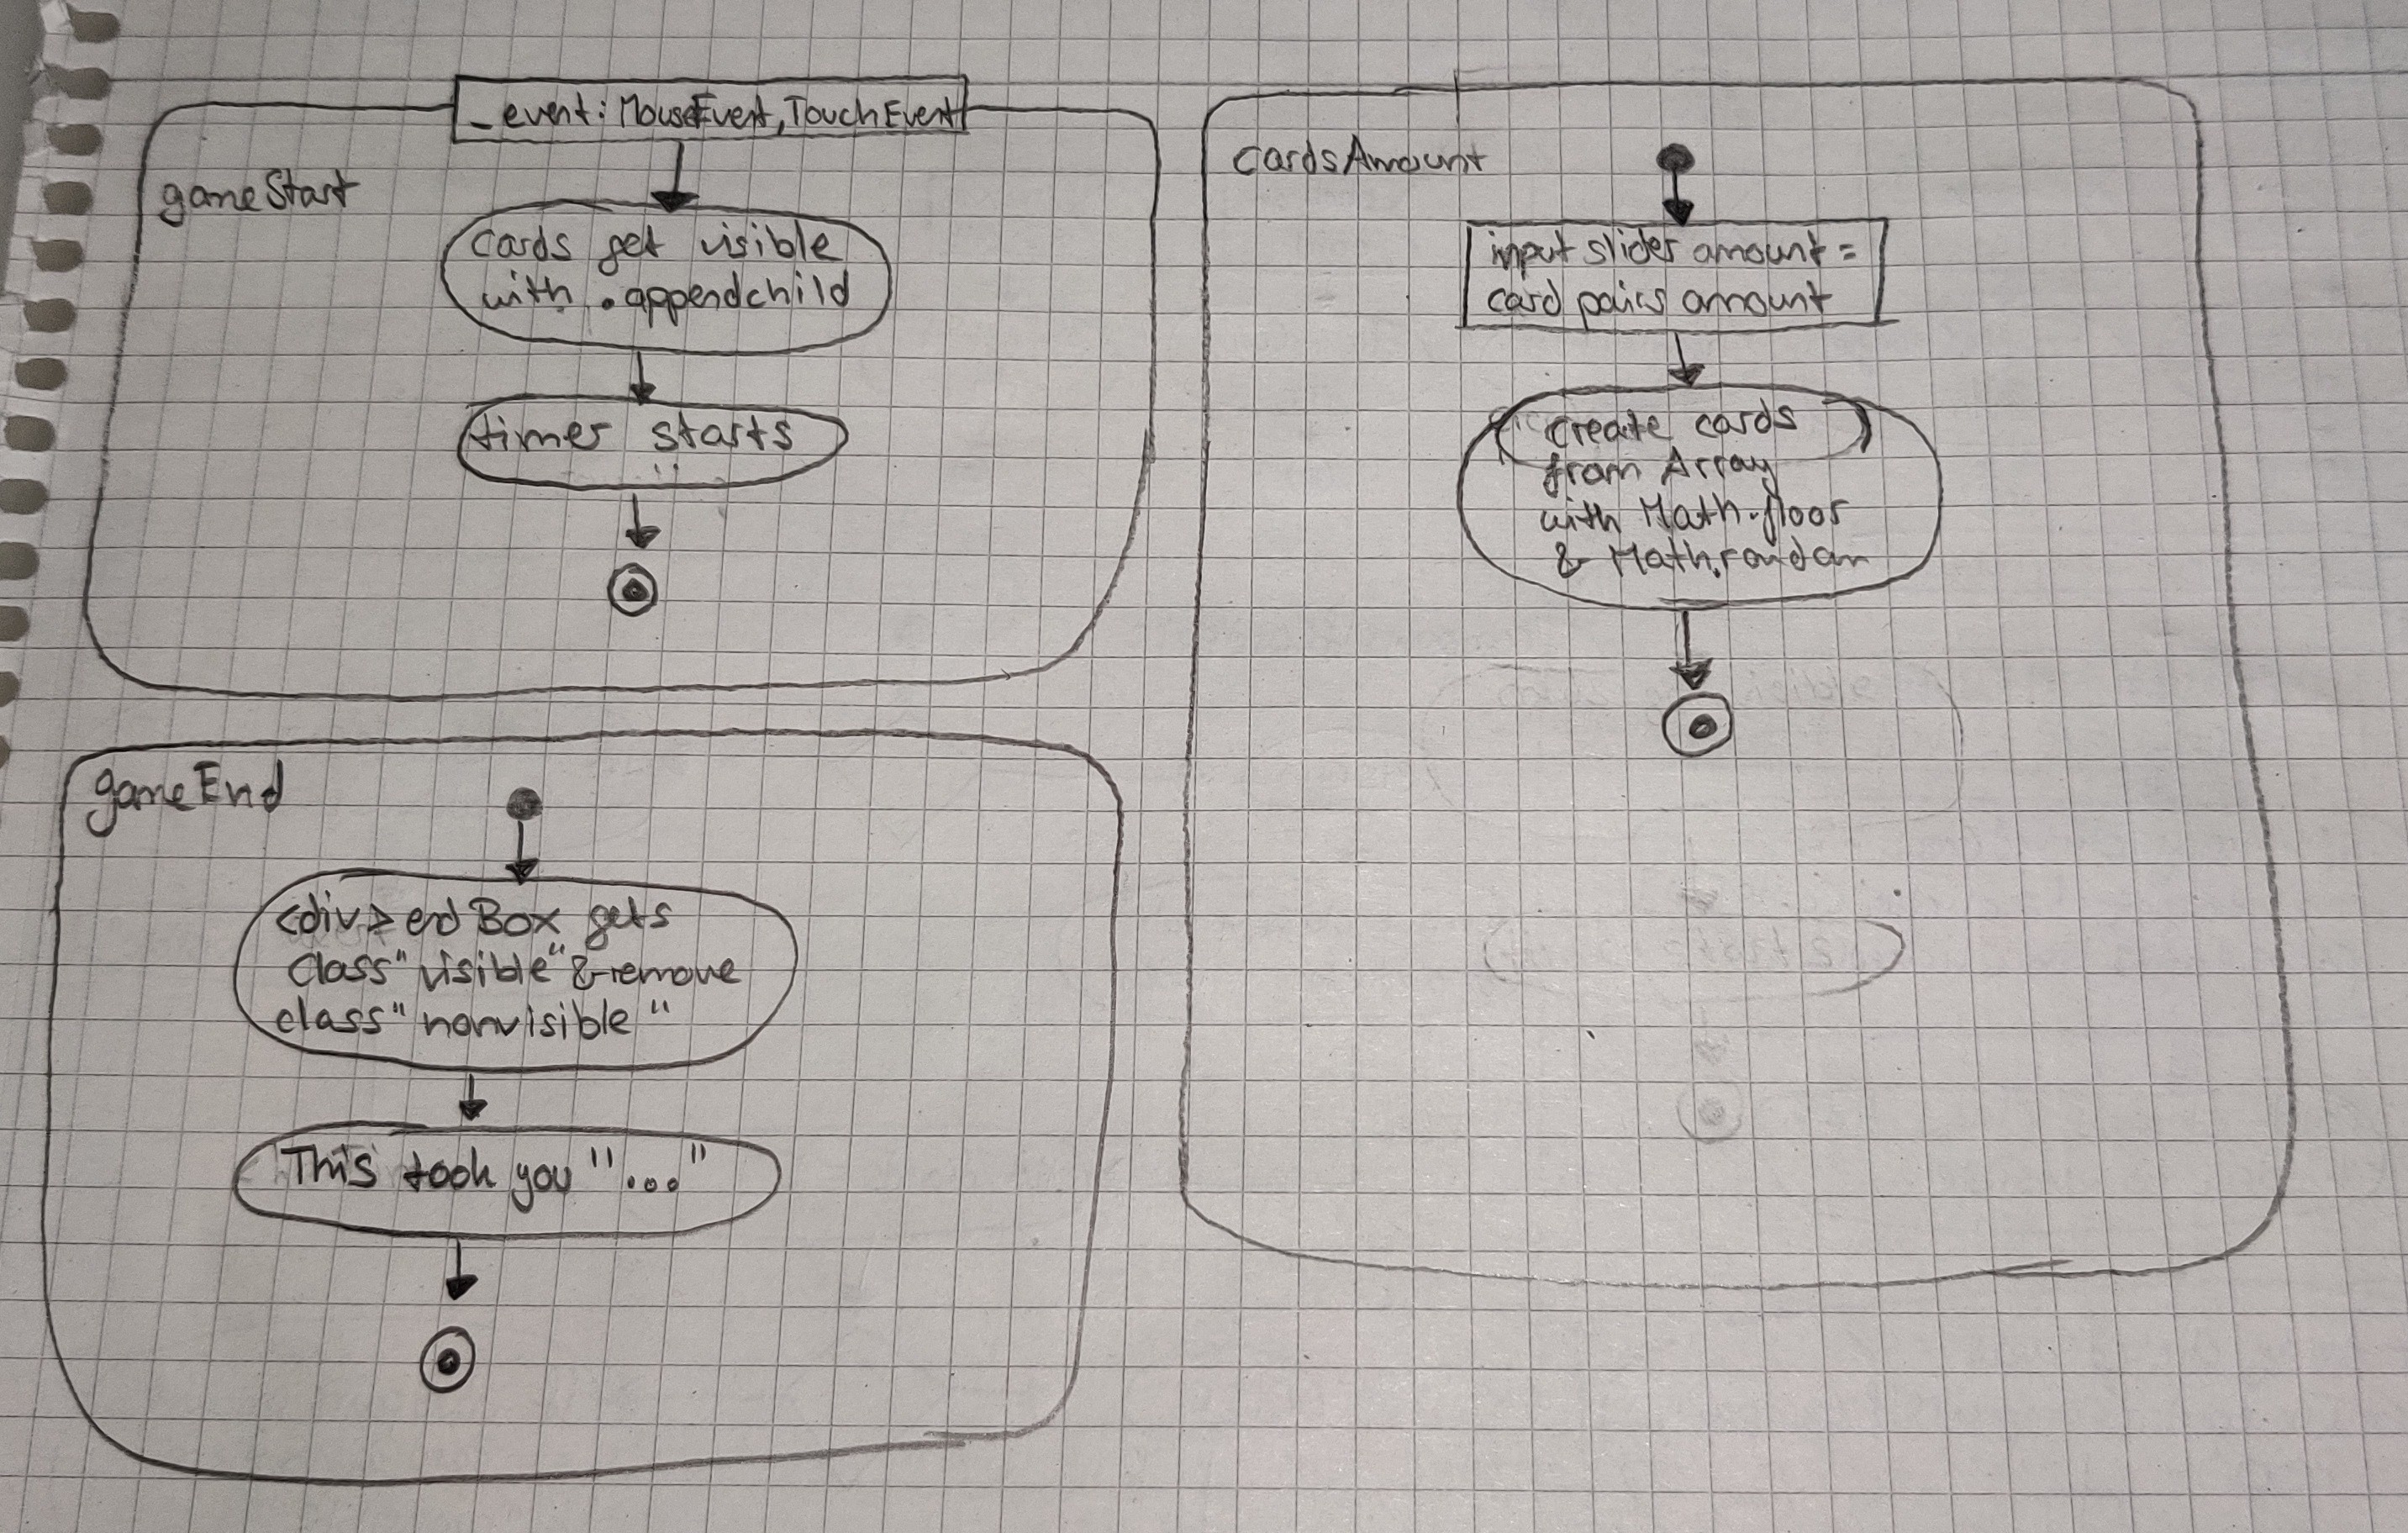 _event: MouseEvent, TouchEvent
gameStart
cards get visible
with .appendchild
timer starts
cardsAmount
input slider amount =
card pairs amount
create cards
from Array
with Math.floor
& Math.random
gameEnd
<div> endBox gets
class "visible" & remove
class "nonvisible"
This took you "..."